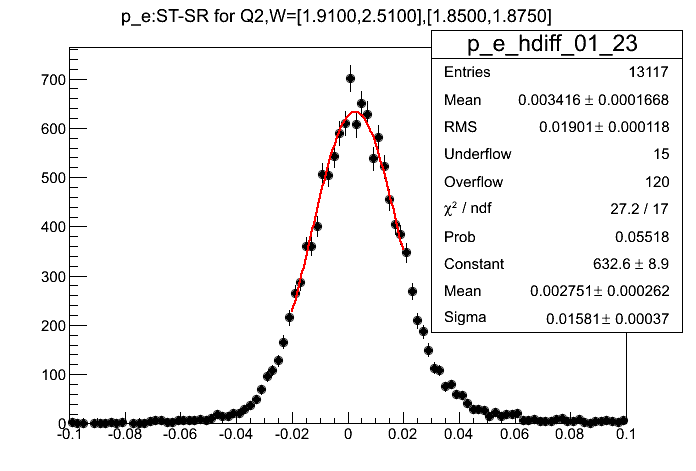 p_e:ST-SR for Q2,W=[1.9100,2.5100],[1.8500,1.8750]
p_e_hdiff_01_23
Entries 13117
Mean 0.003416 ± 0.0001668
RMS 0.01901 ± 0.000118
Underflow 15
Overflow 120
χ² / ndf 27.2 / 17
Prob 0.05518
Constant 632.6 ± 8.9
Mean 0.002751 ± 0.000262
Sigma 0.01581 ± 0.00037
700
600
500
400
300
200
100
0
-0.1 -0.08 -0.06 -0.04 -0.02 0 0.02 0.04 0.06 0.08 0.1